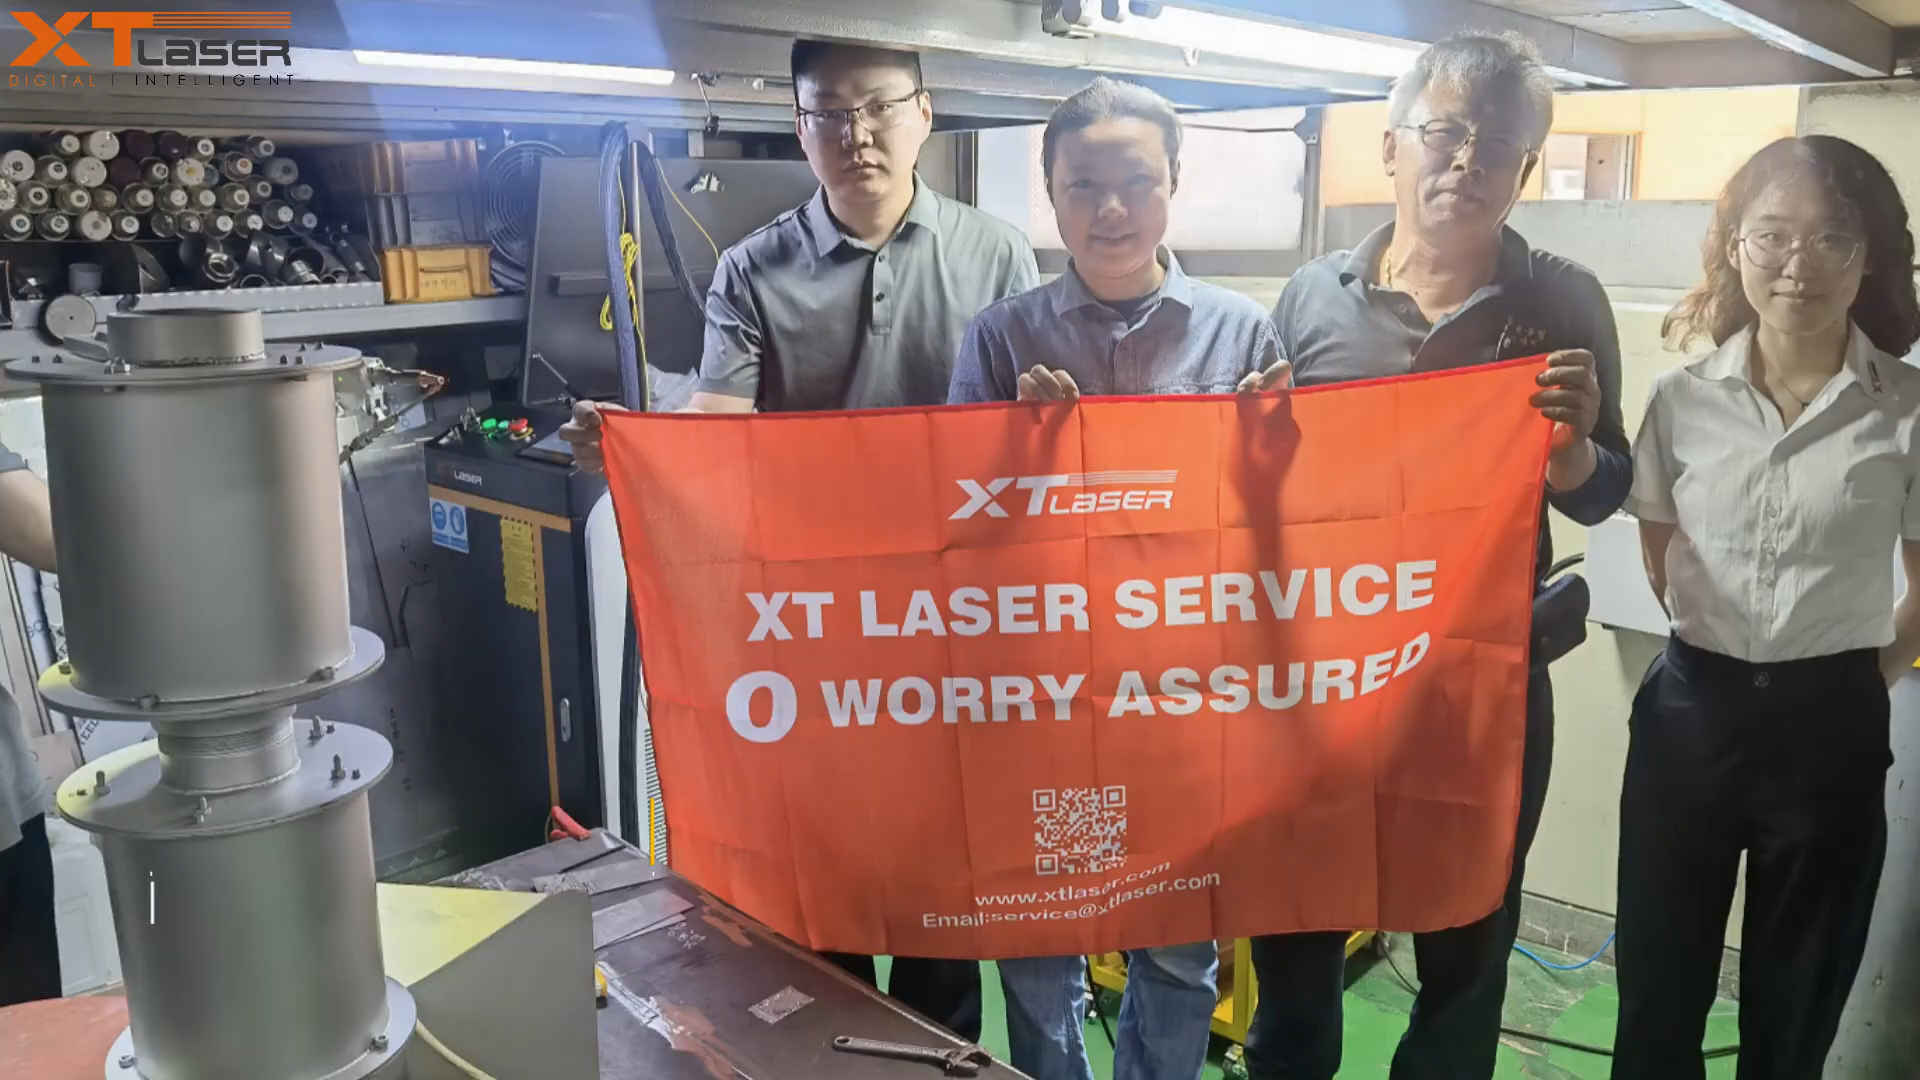 XT LASER
DIGITAL | INTELLIGENT
LASER
XT LASER
XT LASER SERVICE
0 WORRY ASSURED
www.xtlaser.com
Email:service@xtlaser.com